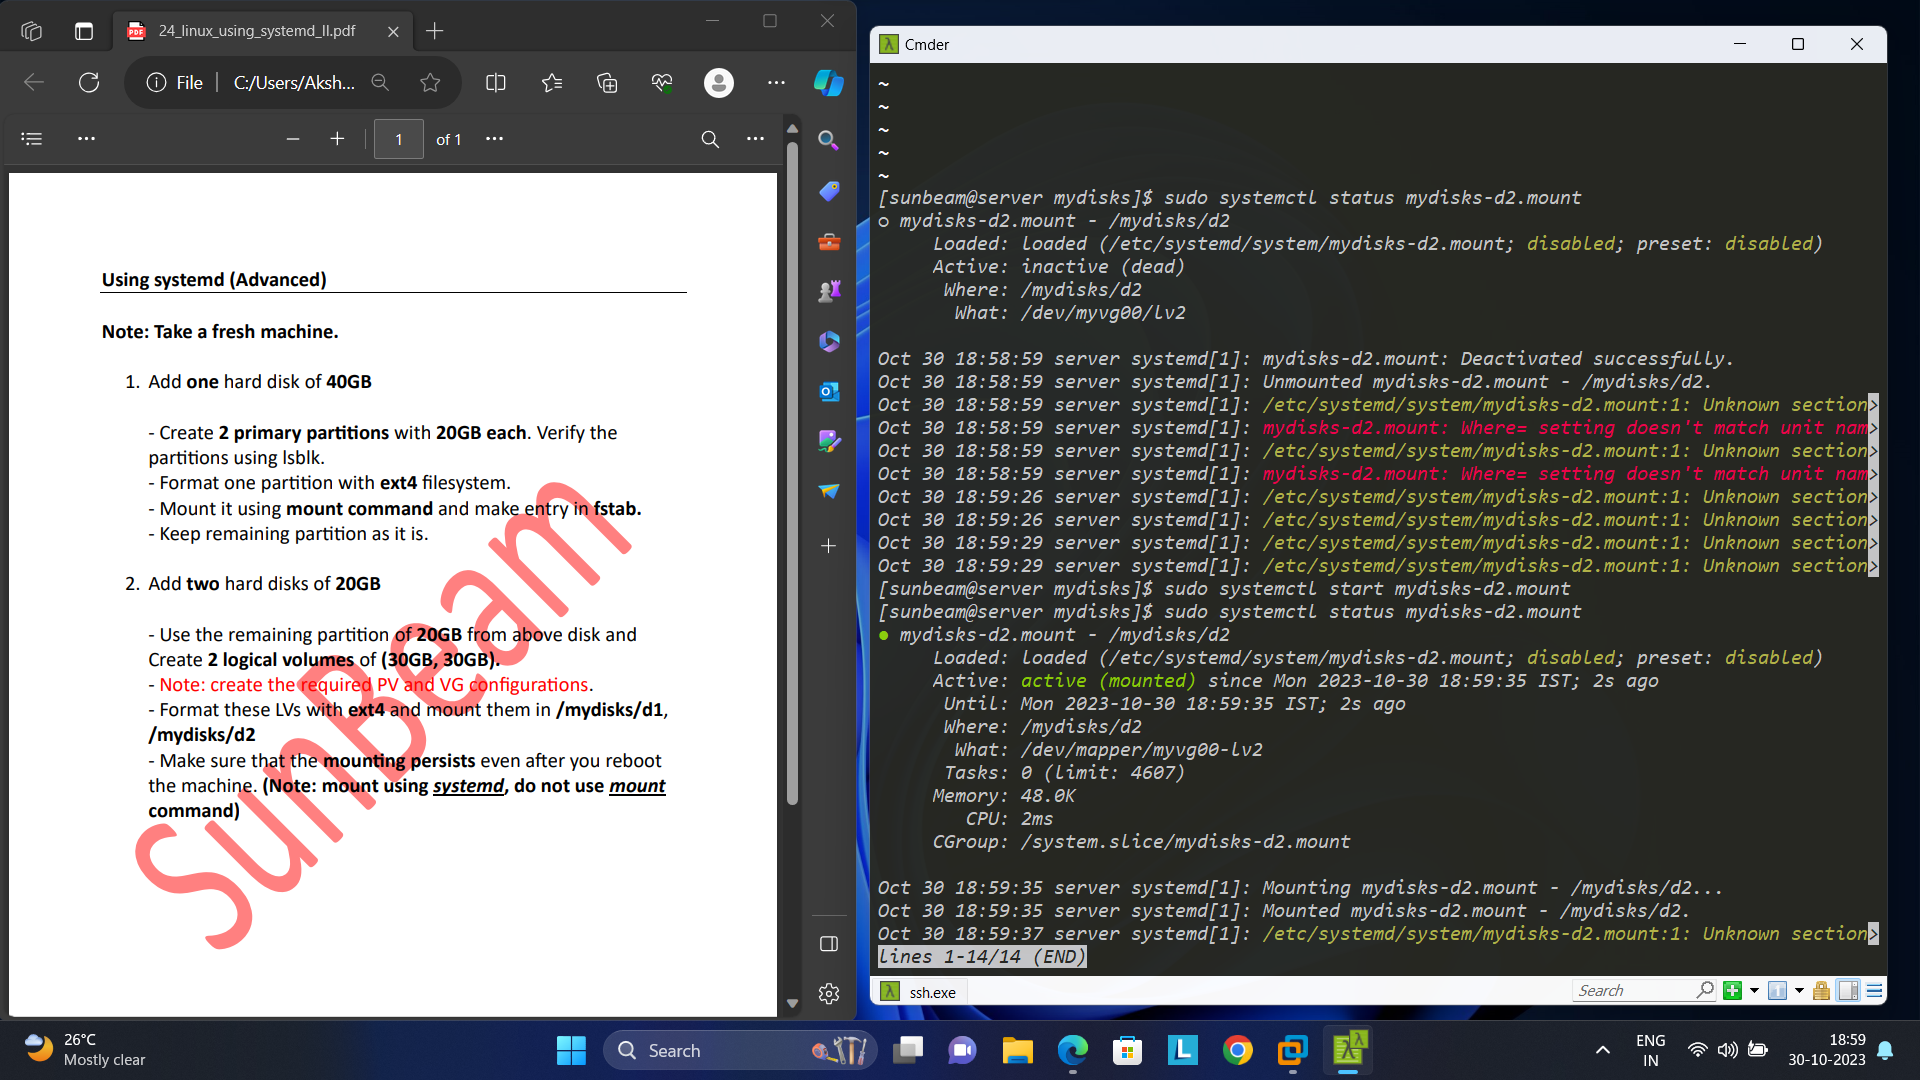 24_linux_using_systemd_II.pdf
File
C:/Users/Aksh...
1
of 1
Using systemd (Advanced)
Note: Take a fresh machine.
1. Add one hard disk of 40GB
- Create 2 primary partitions with 20GB each. Verify the
partitions using lsblk.
- Format one partition with ext4 filesystem.
- Mount it using mount command and make entry in fstab.
- Keep remaining partition as it is.
2. Add two hard disks of 20GB
- Use the remaining partition of 20GB from above disk and
Create 2 logical volumes of (30GB, 30GB).
- Note: create the required PV and VG configurations.
- Format these LVs with ext4 and mount them in /mydisks/d1,
/mydisks/d2
- Make sure that the mounting persists even after you reboot
the machine. (Note: mount using systemd, do not use mount
command)
SunBeam
Cmder
~
~
~
~
~
[sunbeam@server mydisks]$ sudo systemctl status mydisks-d2.mount
○ mydisks-d2.mount - /mydisks/d2
Loaded: loaded (/etc/systemd/system/mydisks-d2.mount; disabled; preset: disabled)
Active: inactive (dead)
Where: /mydisks/d2
What: /dev/myvg00/lv2
Oct 30 18:58:59 server systemd[1]: mydisks-d2.mount: Deactivated successfully.
Oct 30 18:58:59 server systemd[1]: Unmounted mydisks-d2.mount - /mydisks/d2.
Oct 30 18:58:59 server systemd[1]: /etc/systemd/system/mydisks-d2.mount:1: Unknown section>
Oct 30 18:58:59 server systemd[1]: mydisks-d2.mount: Where= setting doesn't match unit nam>
Oct 30 18:58:59 server systemd[1]: /etc/systemd/system/mydisks-d2.mount:1: Unknown section>
Oct 30 18:58:59 server systemd[1]: mydisks-d2.mount: Where= setting doesn't match unit nam>
Oct 30 18:59:26 server systemd[1]: /etc/systemd/system/mydisks-d2.mount:1: Unknown section>
Oct 30 18:59:26 server systemd[1]: /etc/systemd/system/mydisks-d2.mount:1: Unknown section>
Oct 30 18:59:29 server systemd[1]: /etc/systemd/system/mydisks-d2.mount:1: Unknown section>
Oct 30 18:59:29 server systemd[1]: /etc/systemd/system/mydisks-d2.mount:1: Unknown section>
[sunbeam@server mydisks]$ sudo systemctl start mydisks-d2.mount
[sunbeam@server mydisks]$ sudo systemctl status mydisks-d2.mount
● mydisks-d2.mount - /mydisks/d2
Loaded: loaded (/etc/systemd/system/mydisks-d2.mount; disabled; preset: disabled)
Active: active (mounted) since Mon 2023-10-30 18:59:35 IST; 2s ago
Until: Mon 2023-10-30 18:59:35 IST; 2s ago
Where: /mydisks/d2
What: /dev/mapper/myvg00-lv2
Tasks: 0 (limit: 4607)
Memory: 48.0K
CPU: 2ms
CGroup: /system.slice/mydisks-d2.mount
Oct 30 18:59:35 server systemd[1]: Mounting mydisks-d2.mount - /mydisks/d2...
Oct 30 18:59:35 server systemd[1]: Mounted mydisks-d2.mount - /mydisks/d2.
Oct 30 18:59:37 server systemd[1]: /etc/systemd/system/mydisks-d2.mount:1: Unknown section>
lines 1-14/14 (END)
ssh.exe
Search
26°C
Mostly clear
Search
ENG
IN
18:59
30-10-2023